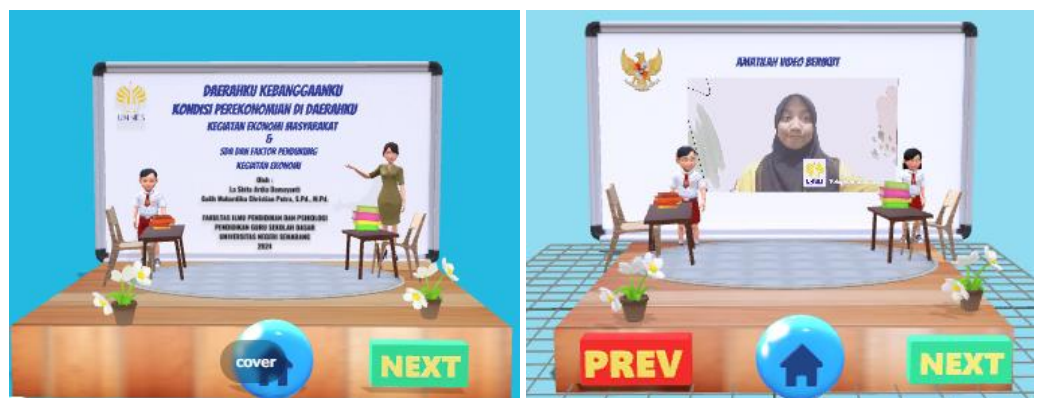 DAERAHKU KEBANGGAANKU
KONDISI PEREKONOMIAN DI DAERAHKU
KEGIATAN EKONOMI MASYARAKAT
&
SDA DAN FAKTOR PENDUKUNG
KEGIATAN EKONOMI
Oleh :
La Sinta Ardia Damayanti
Galih Mahardika Christian Putra, S.Pd., M.Pd.
FAKULTAS ILMU PENDIDIKAN DAN PSIKOLOGI
PENDIDIKAN GURU SEKOLAH DASAR
UNIVERSITAS NEGERI SEMARANG
2024
cover
NEXT
AMATILAH VIDEO BERIKUT
PREV
NEXT